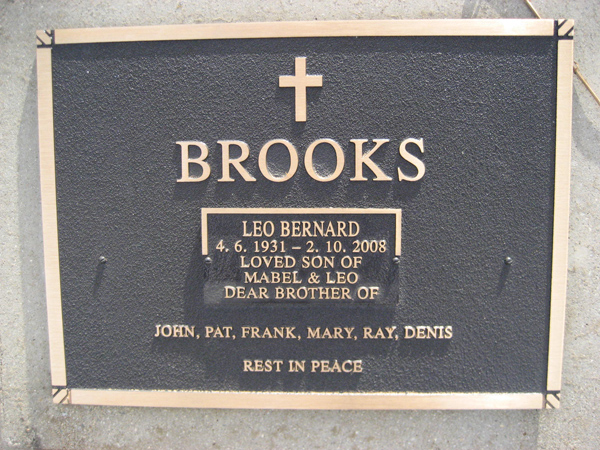 BROOKS
LEO BERNARD
4. 6. 1931 – 2. 10. 2008
LOVED SON OF
MABEL & LEO
DEAR BROTHER OF
JOHN, PAT, FRANK, MARY, RAY, DENIS
REST IN PEACE